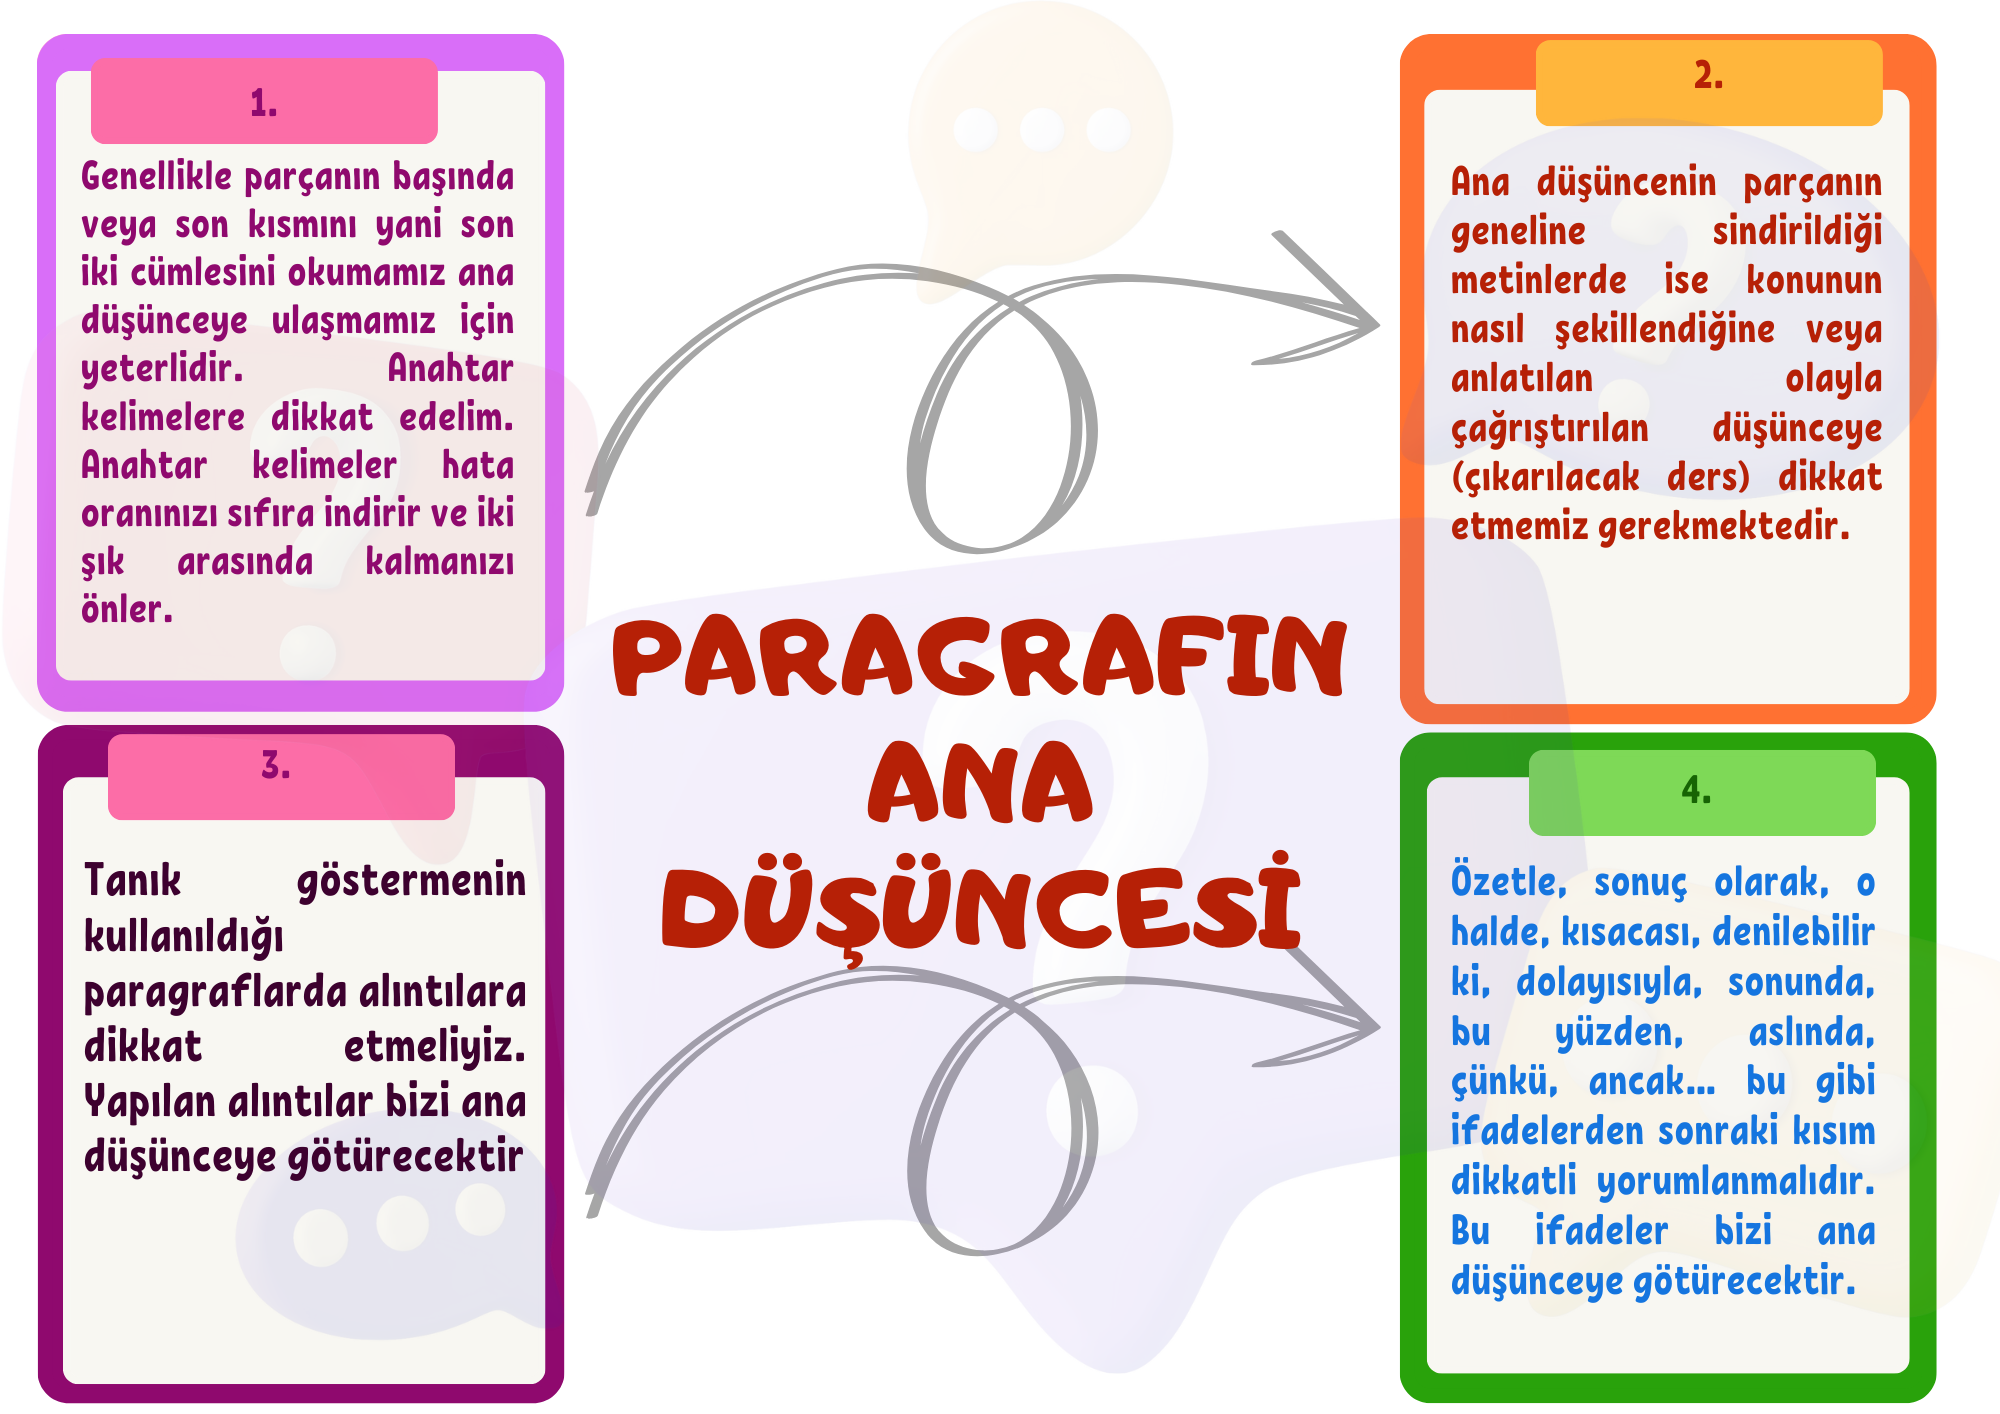 1.
Genellikle parçanın başında
veya son kısmını yani son
iki cümlesini okumamız ana
düşünceye ulaşmamız için
yeterlidir. Anahtar
kelimelere dikkat edelim.
Anahtar kelimeler hata
oranınızı sıfıra indirir ve iki
şık arasında kalmanızı
önler.
2.
Ana düşüncenin parçanın
geneline sindirildiği
metinlerde ise konunun
nasıl şekillendiğine veya
anlatılan olayla
çağrıştırılan düşünceye
(çıkarılacak ders) dikkat
etmemiz gerekmektedir.
PARAGRAFIN
ANA
DÜŞÜNCESİ
3.
Tanık göstermenin
kullanıldığı
paragraflarda alıntılara
dikkat etmeliyiz.
Yapılan alıntılar bizi ana
düşünceye götürecektir
4.
Özetle, sonuç olarak, o
halde, kısacası, denilebilir
ki, dolayısıyla, sonunda,
bu yüzden, aslında,
çünkü, ancak... bu gibi
ifadelerden sonraki kısım
dikkatli yorumlanmalıdır.
Bu ifadeler bizi ana
düşünceye götürecektir.